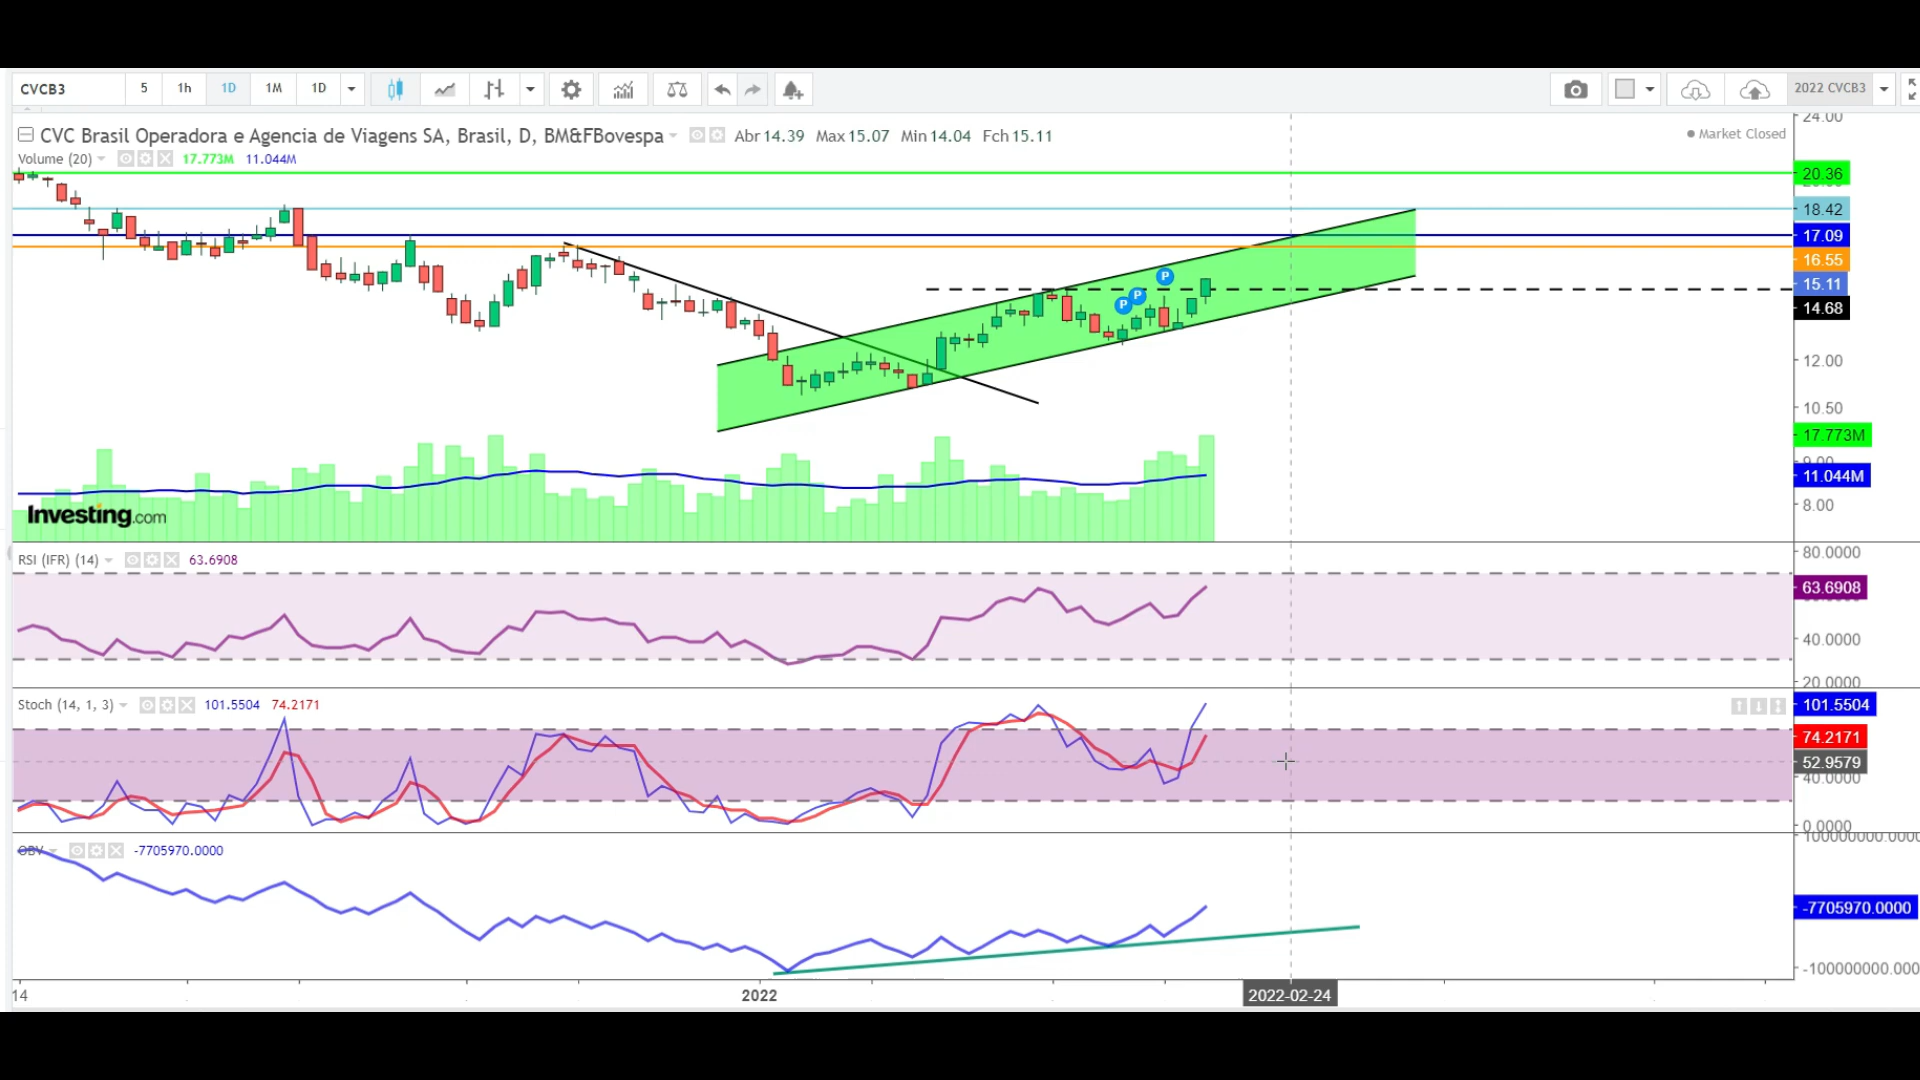 CVCB3 5 1h 1D 1M 1D 2022 CVCB3
CVC Brasil Operadora e Agencia de Viagens SA, Brasil, D, BM&FBovespa Abr 14.39 Max 15.07 Min 14.04 Fch 15.11
Market Closed
Volume (20) 17.773M 11.044M
24.00
20.36
18.42
17.09
16.55
15.11
14.68
12.00
10.50
17.773M
9.00
11.044M
8.00
P
P
P
Investing.com
RSI (IFR) (14) 63.6908
80.0000
63.6908
40.0000
20.0000
Stoch (14, 1, 3) 101.5504 74.2171
101.5504
74.2171
52.9579
40.0000
0.0000
OBV -7705970.0000
100000000.000
-7705970.0000
-100000000.000
14 2022 2022-02-24